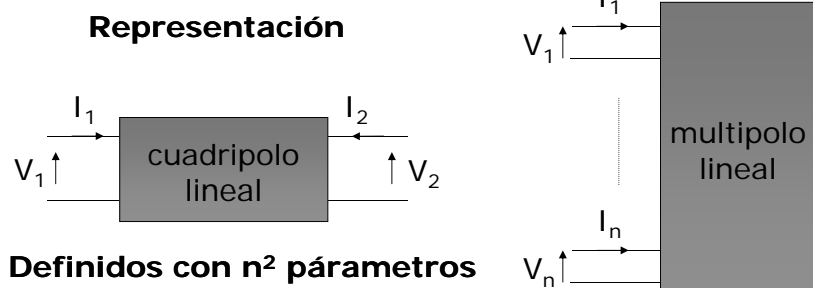 Representación
I1
I2
V1
V2
cuadripolo
lineal
Definidos con n² párametros
I1
V1
multipolo
lineal
In
Vn